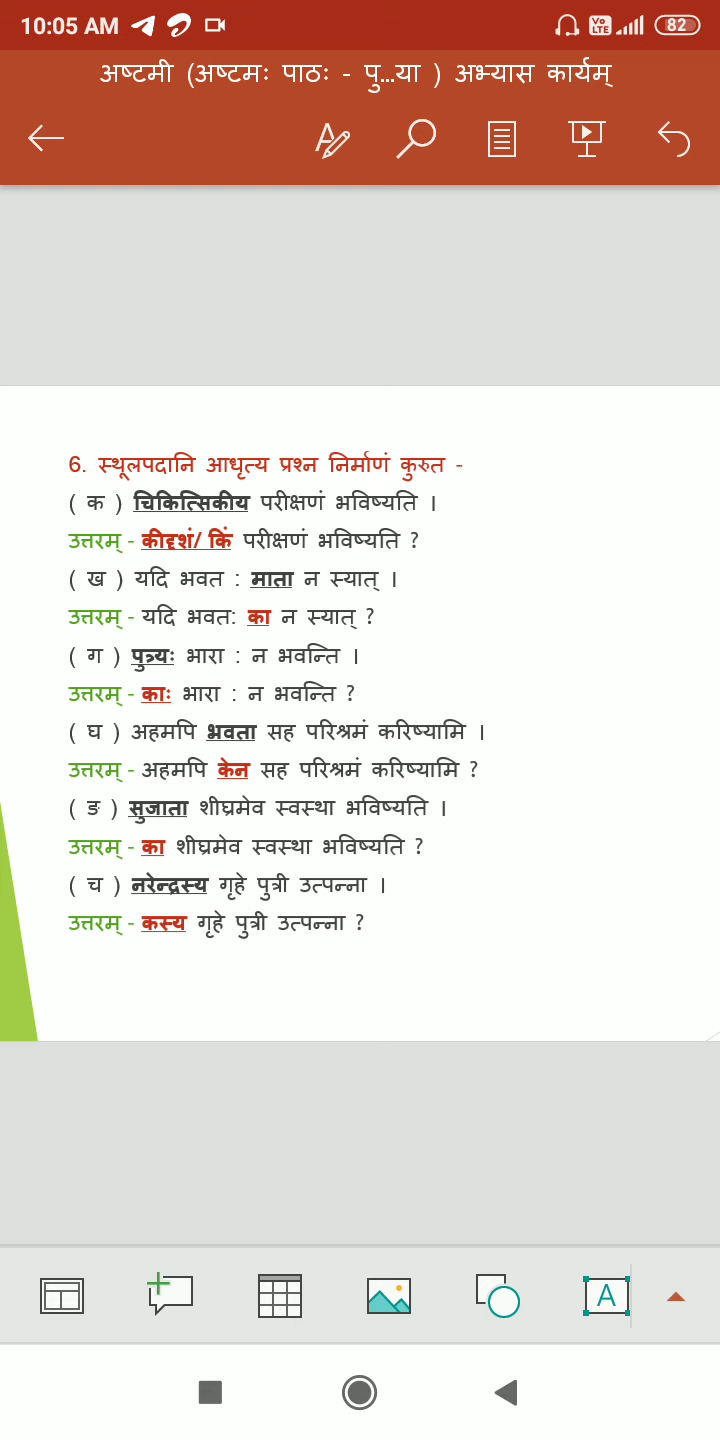 10:05 AM Vo LTE 82
अष्टमी (अष्टमः पाठः - पु...या ) अभ्यास कार्यम्
6. स्थूलपदानि आधृत्य प्रश्न निर्माणं कुरुत -
( क ) चिकित्सिकीय परीक्षणं भविष्यति ।
उत्तरम् - कीदृशं/ किं परीक्षणं भविष्यति ?
( ख ) यदि भवत : माता न स्यात् ।
उत्तरम् - यदि भवत: का न स्यात् ?
( ग ) पुत्र्यः भारा : न भवन्ति ।
उत्तरम् - काः भारा : न भवन्ति ?
( घ ) अहमपि भवता सह परिश्रमं करिष्यामि ।
उत्तरम् - अहमपि केन सह परिश्रमं करिष्यामि ?
( ङ ) सुजाता शीघ्रमेव स्वस्था भविष्यति ।
उत्तरम् - का शीघ्रमेव स्वस्था भविष्यति ?
( च ) नरेन्द्रस्य गृहे पुत्री उत्पन्ना ।
उत्तरम् - कस्य गृहे पुत्री उत्पन्ना ?
A